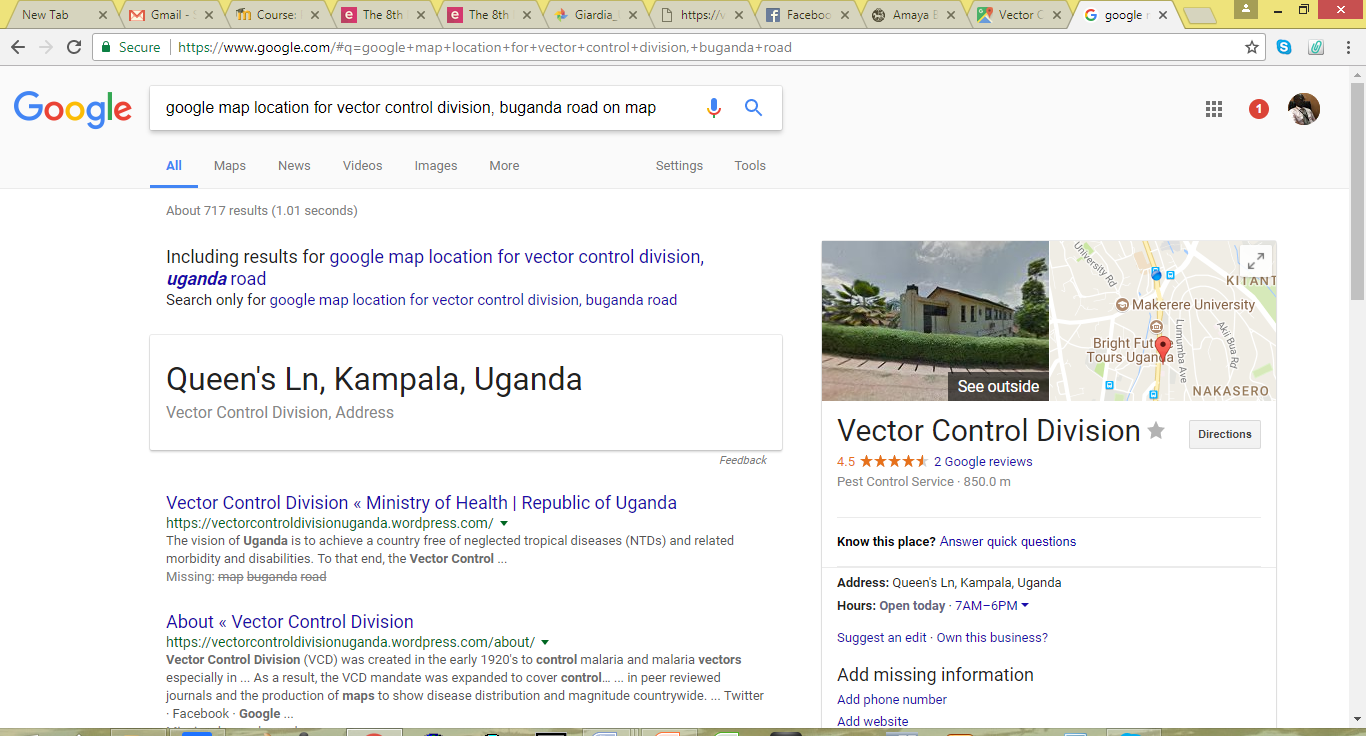 New Tab
Gmail - S
Course:
The 8th
The 8th
Giardia_
https://v
Faceboo
Amaya E
Vector C
google
Secure
https://www.google.com/#q=google+map+location+for+vector+control+division,+buganda+road
Google
google map location for vector control division, buganda road on map
1
All
Maps
News
Videos
Images
More
Settings
Tools
About 717 results (1.01 seconds)
Including results for google map location for vector control division,
uganda road
Search only for google map location for vector control division, buganda road
Queen's Ln, Kampala, Uganda
Vector Control Division, Address
Feedback
Vector Control Division « Ministry of Health | Republic of Uganda
https://vectorcontroldivisionuganda.wordpress.com/
The vision of Uganda is to achieve a country free of neglected tropical diseases (NTDs) and related
morbidity and disabilities. To that end, the Vector Control ...
Missing: map buganda road
About « Vector Control Division
https://vectorcontroldivisionuganda.wordpress.com/about/
Vector Control Division (VCD) was created in the early 1920's to control malaria and malaria vectors
especially in ... As a result, the VCD mandate was expanded to cover control… ... in peer reviewed
journals and the production of maps to show disease distribution and magnitude countrywide. ... Twitter
· Facebook · Google ...
See outside
University Rd
KITANT
Makerere University
Lumumba Ave
Akii Bua Rd
Bright Future
Tours Uganda
NAKASERO
Vector Control Division
Directions
4.5
2 Google reviews
Pest Control Service · 850.0 m
Know this place? Answer quick questions
Address: Queen's Ln, Kampala, Uganda
Hours: Open today · 7AM–6PM
Suggest an edit · Own this business?
Add missing information
Add phone number
Add website